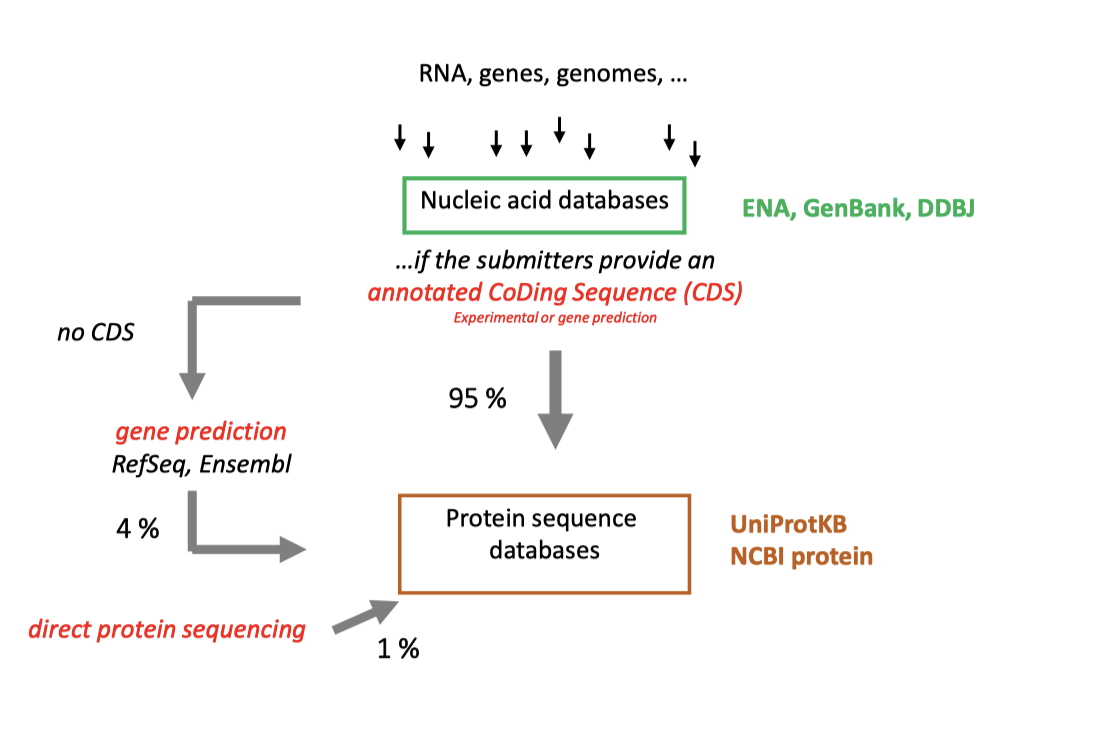 RNA, genes, genomes, ...
Nucleic acid databases
ENA, GenBank, DDBJ
...if the submitters provide an
annotated CoDing Sequence (CDS)
Experimental or gene prediction
no CDS
95 %
gene prediction
RefSeq, Ensembl
4 %
Protein sequence
databases
UniProtKB
NCBI protein
direct protein sequencing
1 %